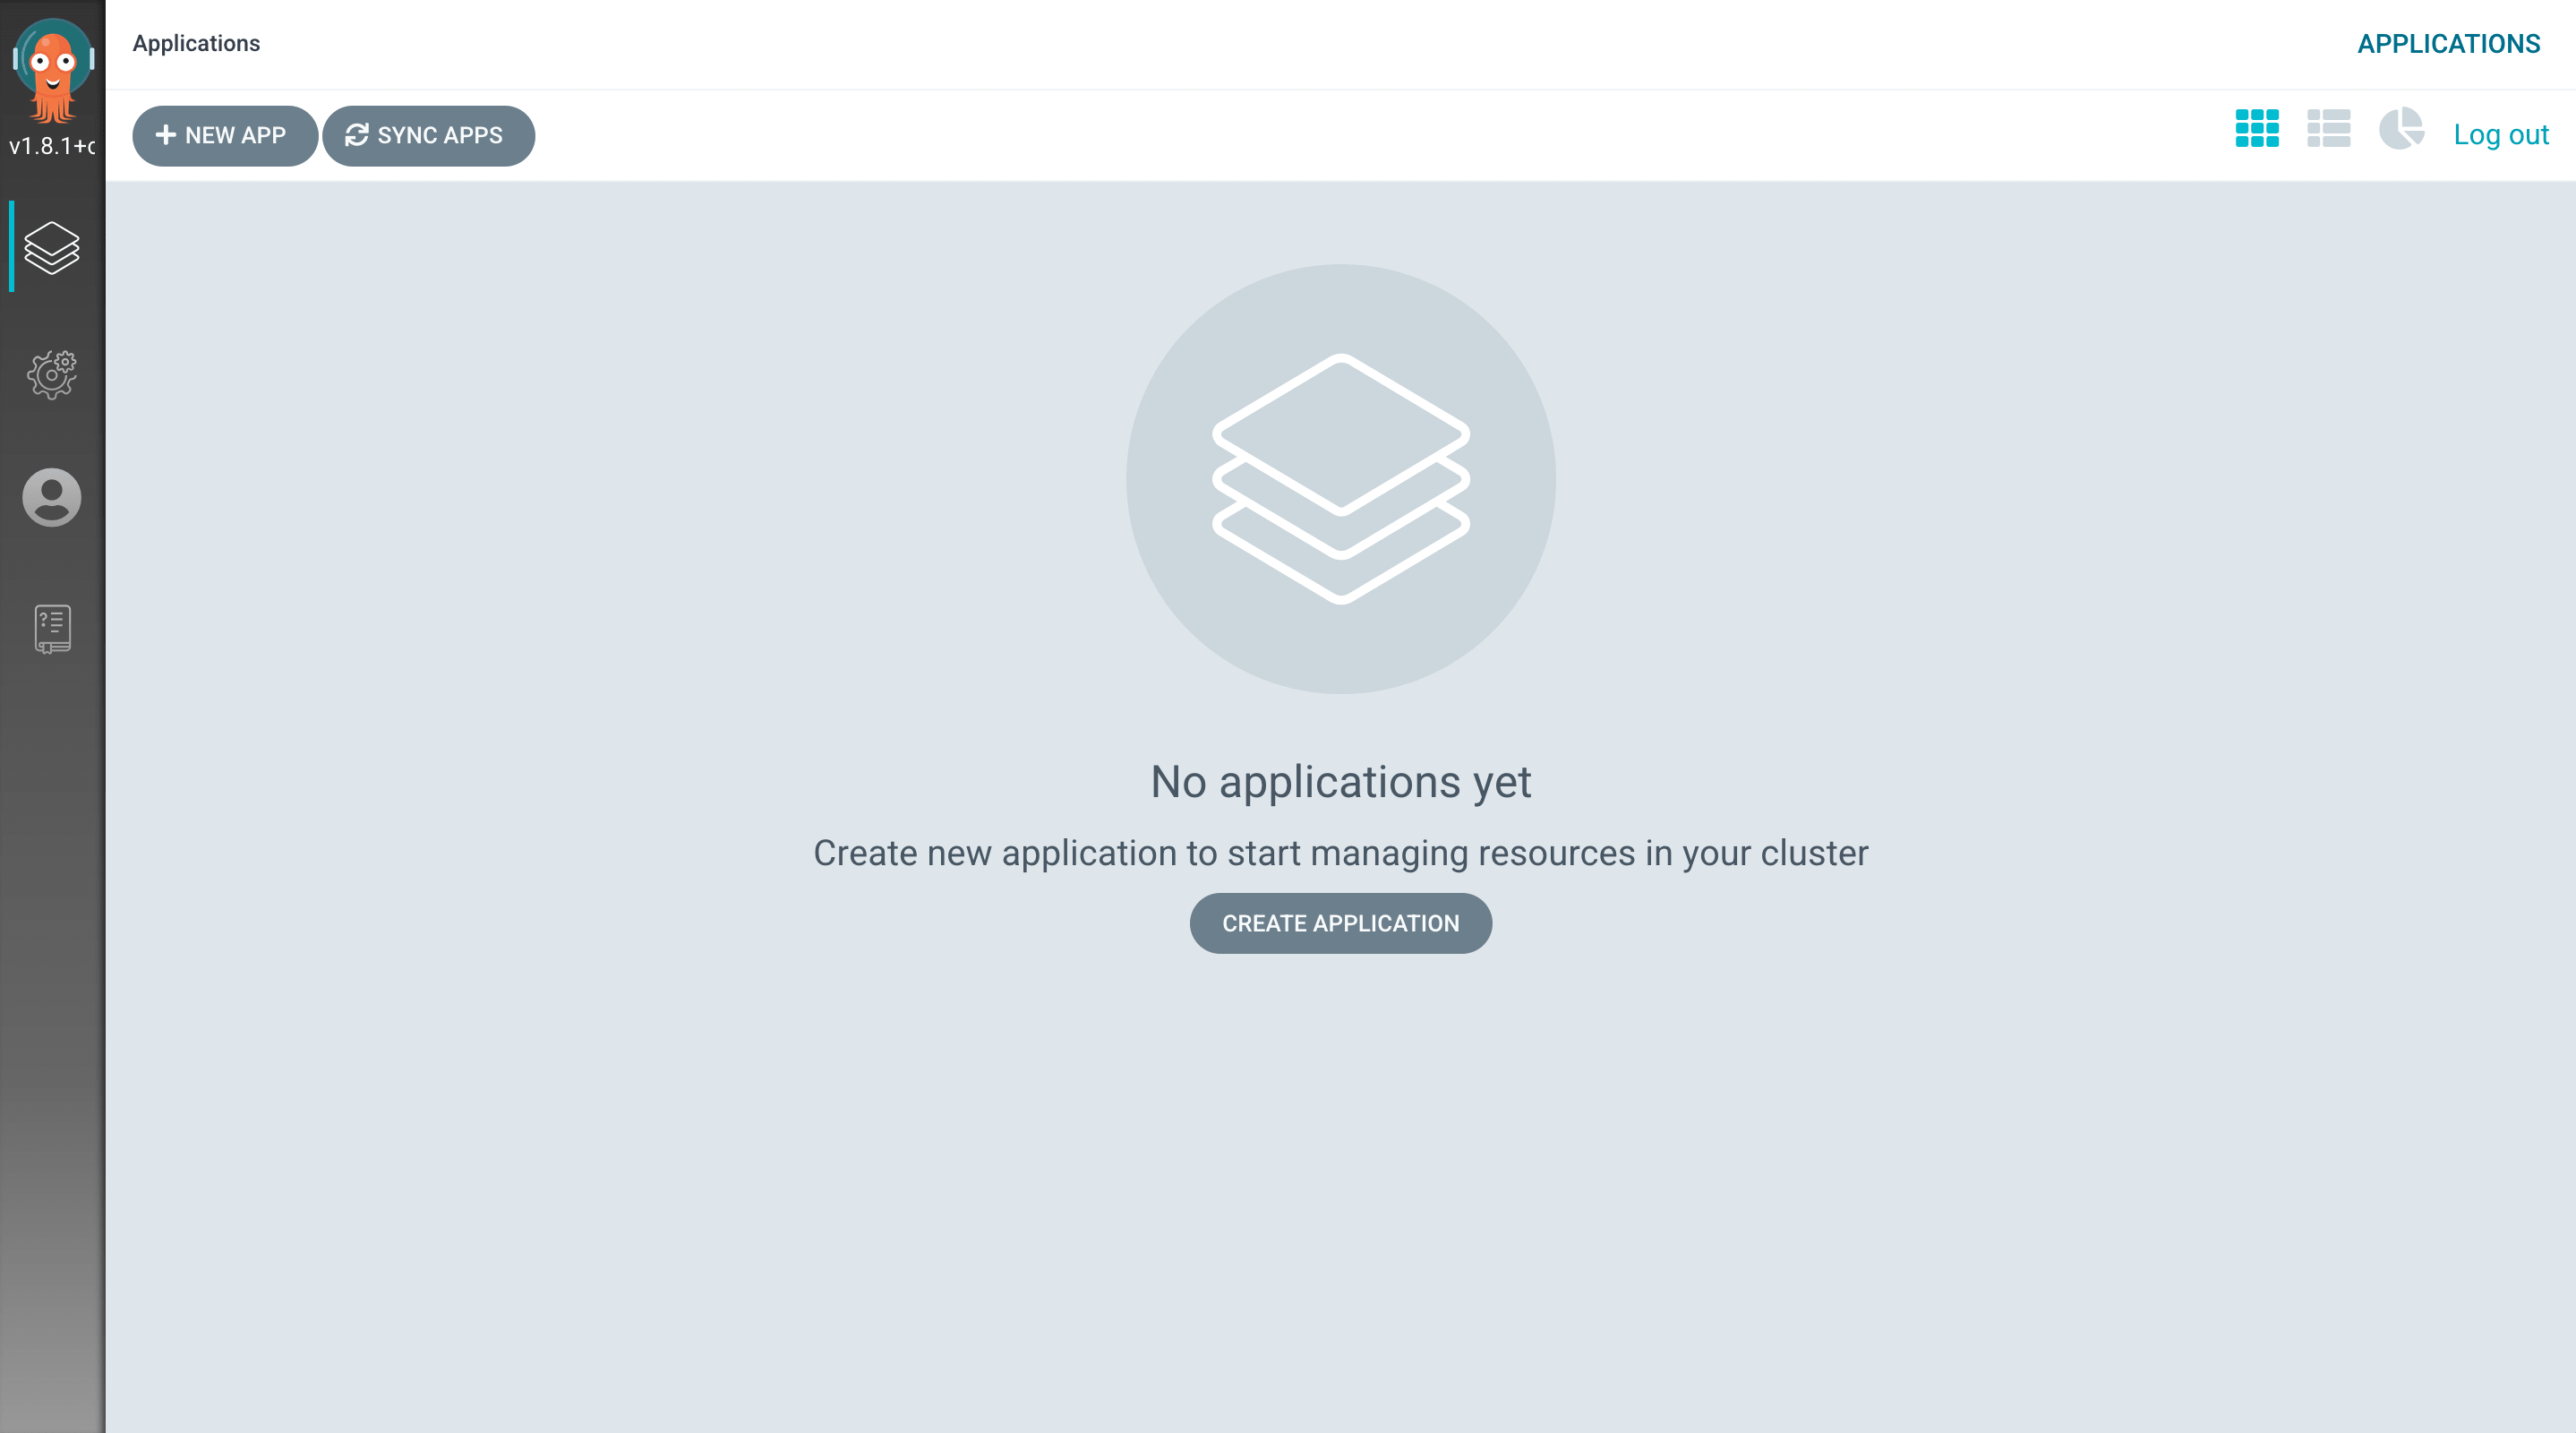 Applications
APPLICATIONS
v1.8.1+c
NEW APP
SYNC APPS
Log out
No applications yet
Create new application to start managing resources in your cluster
CREATE APPLICATION